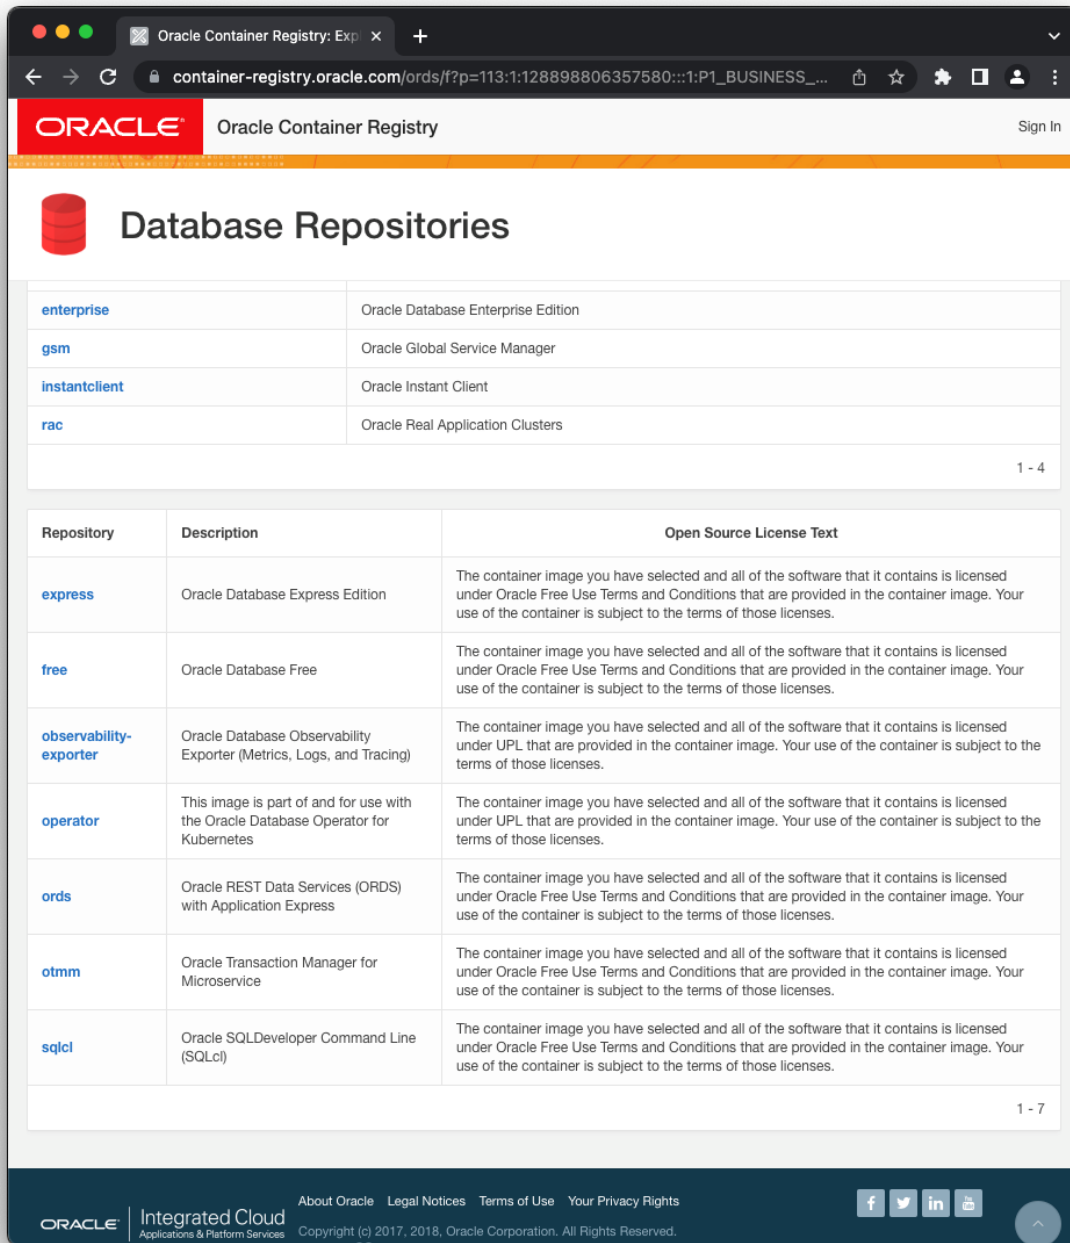 Oracle Container Registry: Exp
container-registry.oracle.com/ords/f?p=113:1:128898806357580:::1:P1_BUSINESS_...
ORACLE Oracle Container Registry Sign In
Database Repositories
enterprise Oracle Database Enterprise Edition
gsm Oracle Global Service Manager
instantclient Oracle Instant Client
rac Oracle Real Application Clusters
1 - 4
Repository Description Open Source License Text
express Oracle Database Express Edition
The container image you have selected and all of the software that it contains is licensed
under Oracle Free Use Terms and Conditions that are provided in the container image. Your
use of the container is subject to the terms of those licenses.
free Oracle Database Free
The container image you have selected and all of the software that it contains is licensed
under Oracle Free Use Terms and Conditions that are provided in the container image. Your
use of the container is subject to the terms of those licenses.
observability-
exporter
Oracle Database Observability
Exporter (Metrics, Logs, and Tracing)
The container image you have selected and all of the software that it contains is licensed
under UPL that are provided in the container image. Your use of the container is subject to the
terms of those licenses.
operator
This image is part of and for use with
the Oracle Database Operator for
Kubernetes
The container image you have selected and all of the software that it contains is licensed
under UPL that are provided in the container image. Your use of the container is subject to the
terms of those licenses.
ords
Oracle REST Data Services (ORDS)
with Application Express
The container image you have selected and all of the software that it contains is licensed
under Oracle Free Use Terms and Conditions that are provided in the container image. Your
use of the container is subject to the terms of those licenses.
otmm
Oracle Transaction Manager for
Microservice
The container image you have selected and all of the software that it contains is licensed
under Oracle Free Use Terms and Conditions that are provided in the container image. Your
use of the container is subject to the terms of those licenses.
sqlcl
Oracle SQLDeveloper Command Line
(SQLcl)
The container image you have selected and all of the software that it contains is licensed
under Oracle Free Use Terms and Conditions that are provided in the container image. Your
use of the container is subject to the terms of those licenses.
1 - 7
ORACLE Integrated Cloud
Applications & Platform Services
About Oracle Legal Notices Terms of Use Your Privacy Rights
Copyright (c) 2017, 2018, Oracle Corporation. All Rights Reserved.